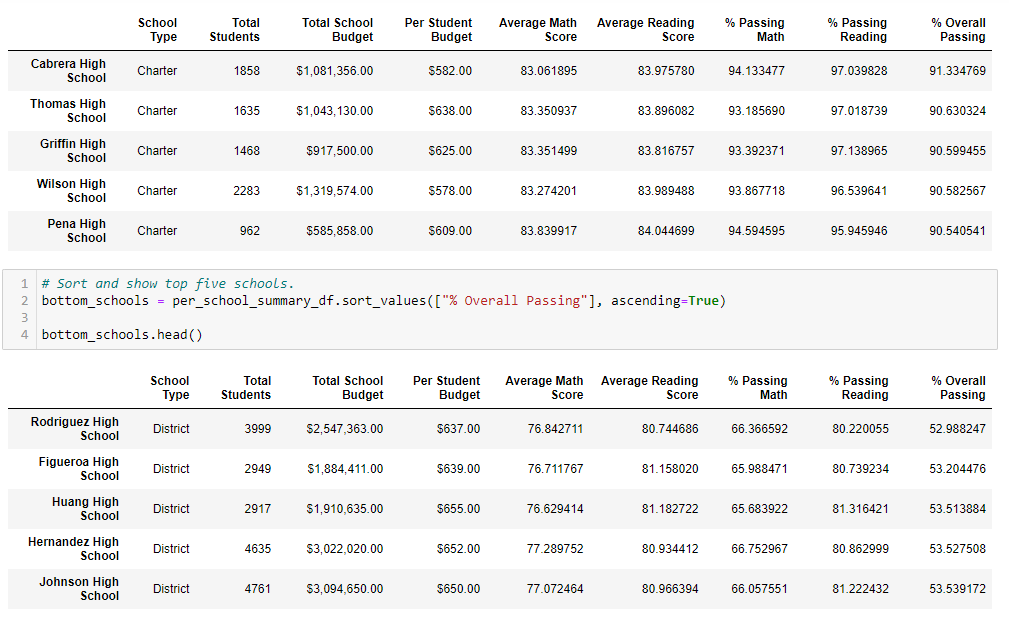 School Total Total School Per Student Average Math Average Reading % Passing % Passing % Overall
Type Students Budget Budget Score Score Math Reading Passing
Cabrera High
School Charter 1858 $1,081,356.00 $582.00 83.061895 83.975780 94.133477 97.039828 91.334769
Thomas High
School Charter 1635 $1,043,130.00 $638.00 83.350937 83.896082 93.185690 97.018739 90.630324
Griffin High
School Charter 1468 $917,500.00 $625.00 83.351499 83.816757 93.392371 97.138965 90.599455
Wilson High
School Charter 2283 $1,319,574.00 $578.00 83.274201 83.989488 93.867718 96.539641 90.582567
Pena High
School Charter 962 $585,858.00 $609.00 83.839917 84.044699 94.594595 95.945946 90.540541
1 # Sort and show top five schools.
2 bottom_schools = per_school_summary_df.sort_values(["% Overall Passing"], ascending=True)
3
4 bottom_schools.head()
School Total Total School Per Student Average Math Average Reading % Passing % Passing % Overall
Type Students Budget Budget Score Score Math Reading Passing
Rodriguez High
School District 3999 $2,547,363.00 $637.00 76.842711 80.744686 66.366592 80.220055 52.988247
Figueroa High
School District 2949 $1,884,411.00 $639.00 76.711767 81.158020 65.988471 80.739234 53.204476
Huang High
School District 2917 $1,910,635.00 $655.00 76.629414 81.182722 65.683922 81.316421 53.513884
Hernandez High
School District 4635 $3,022,020.00 $652.00 77.289752 80.934412 66.752967 80.862999 53.527508
Johnson High
School District 4761 $3,094,650.00 $650.00 77.072464 80.966394 66.057551 81.222432 53.539172